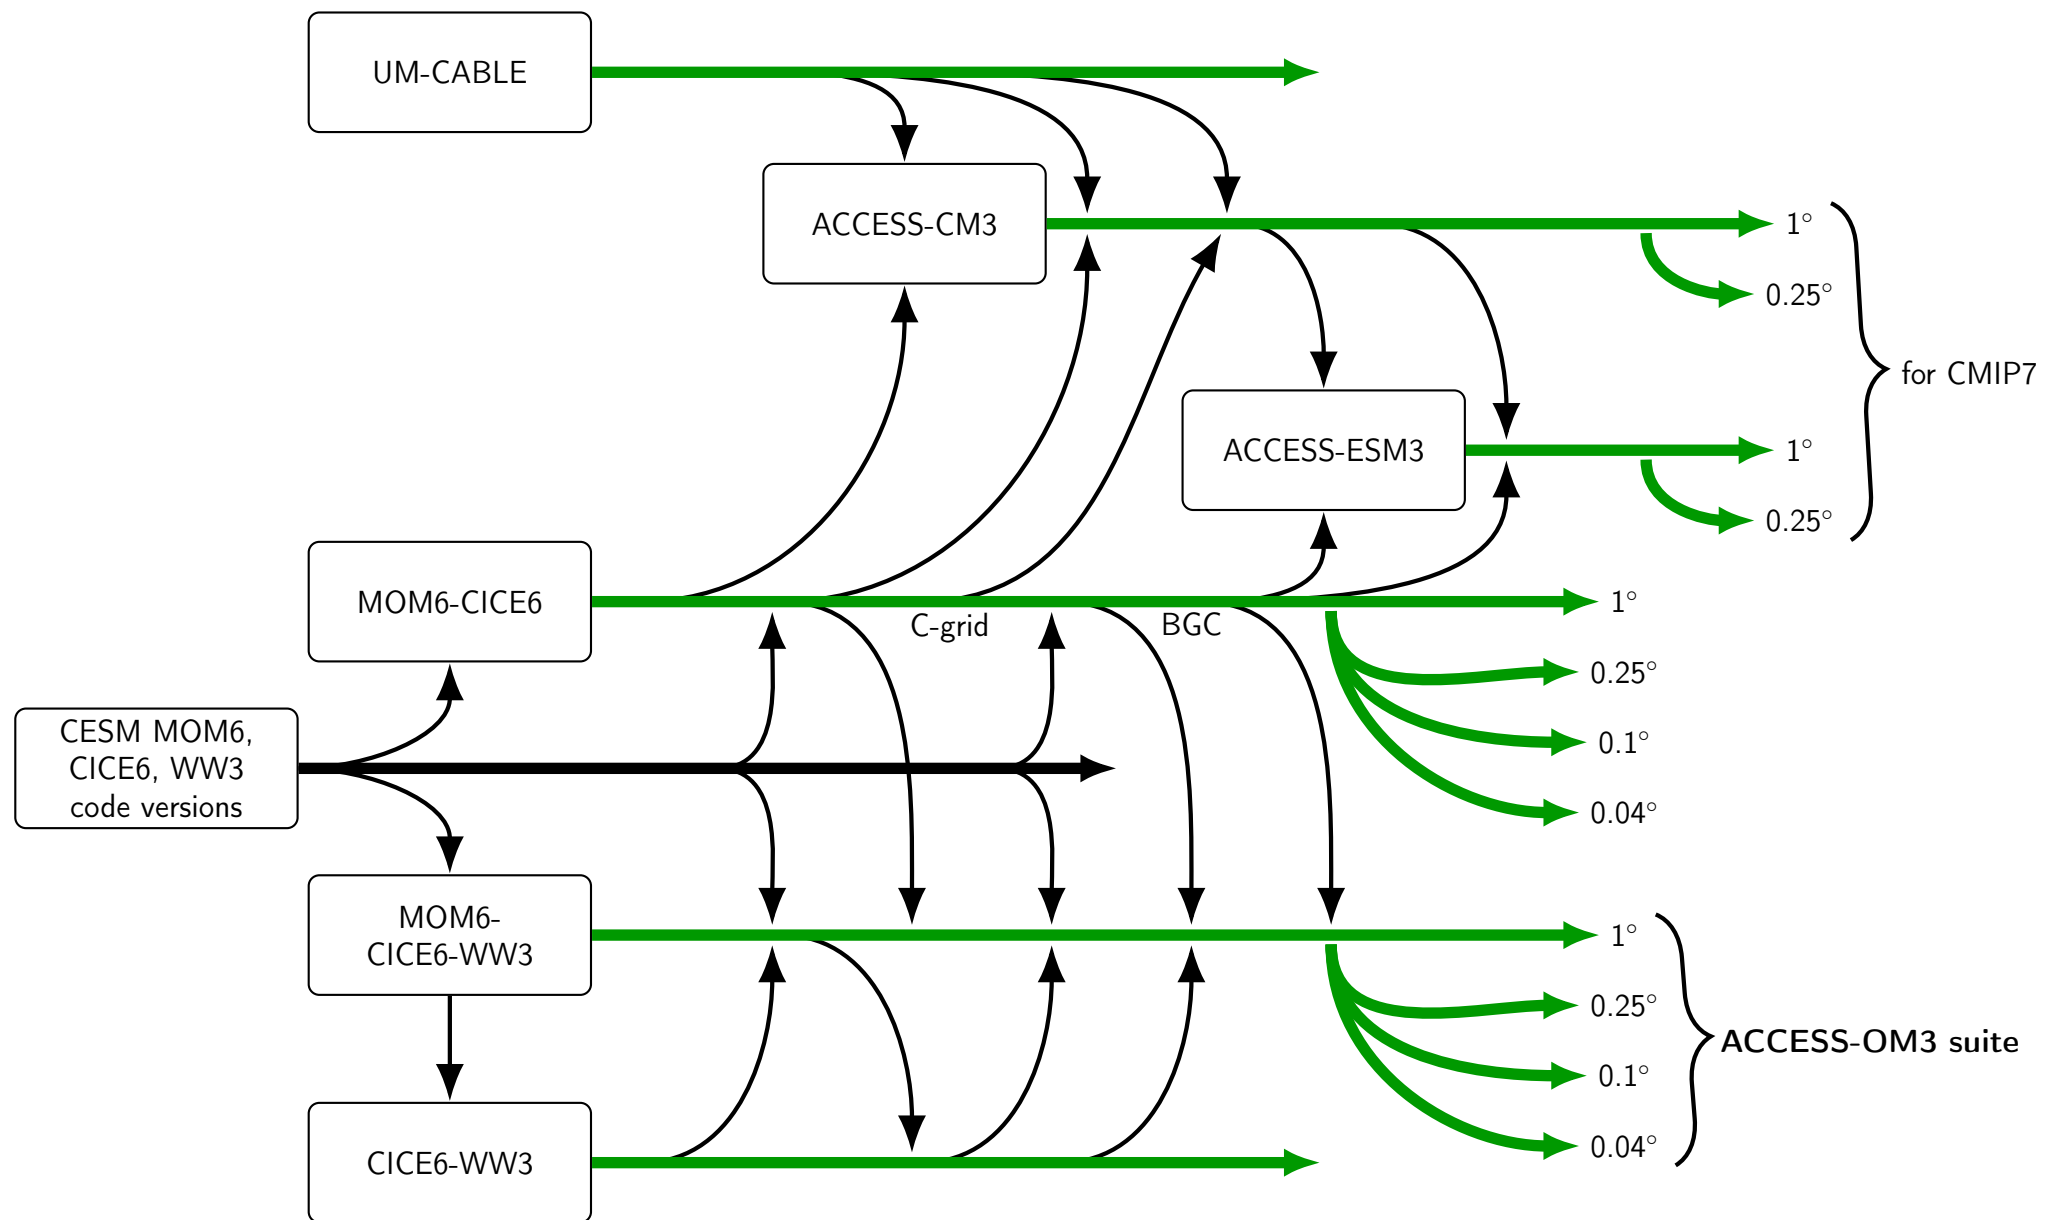 UM-CABLE
ACCESS-CM3
1°
0.25°
for CMIP7
ACCESS-ESM3
1°
0.25°
MOM6-CICE6
1°
C-grid
BGC
0.25°
CESM MOM6,
CICE6, WW3
code versions
0.1°
0.04°
MOM6-
CICE6-WW3
1°
0.25°
ACCESS-OM3 suite
0.1°
0.04°
CICE6-WW3